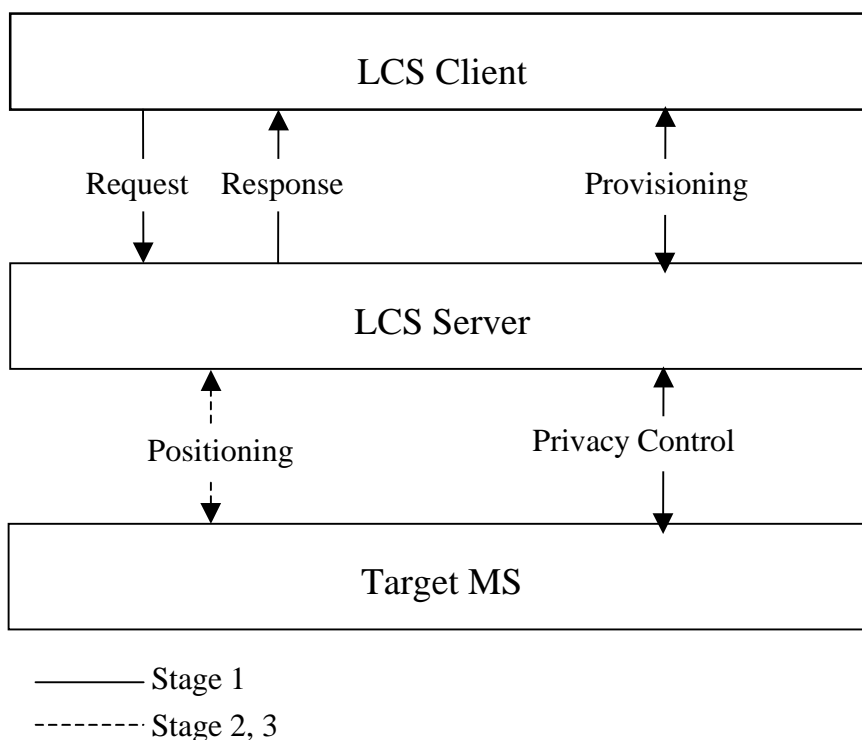 LCS Client
Request Response Provisioning
LCS Server
Positioning Privacy Control
Target MS
Stage 1
Stage 2, 3